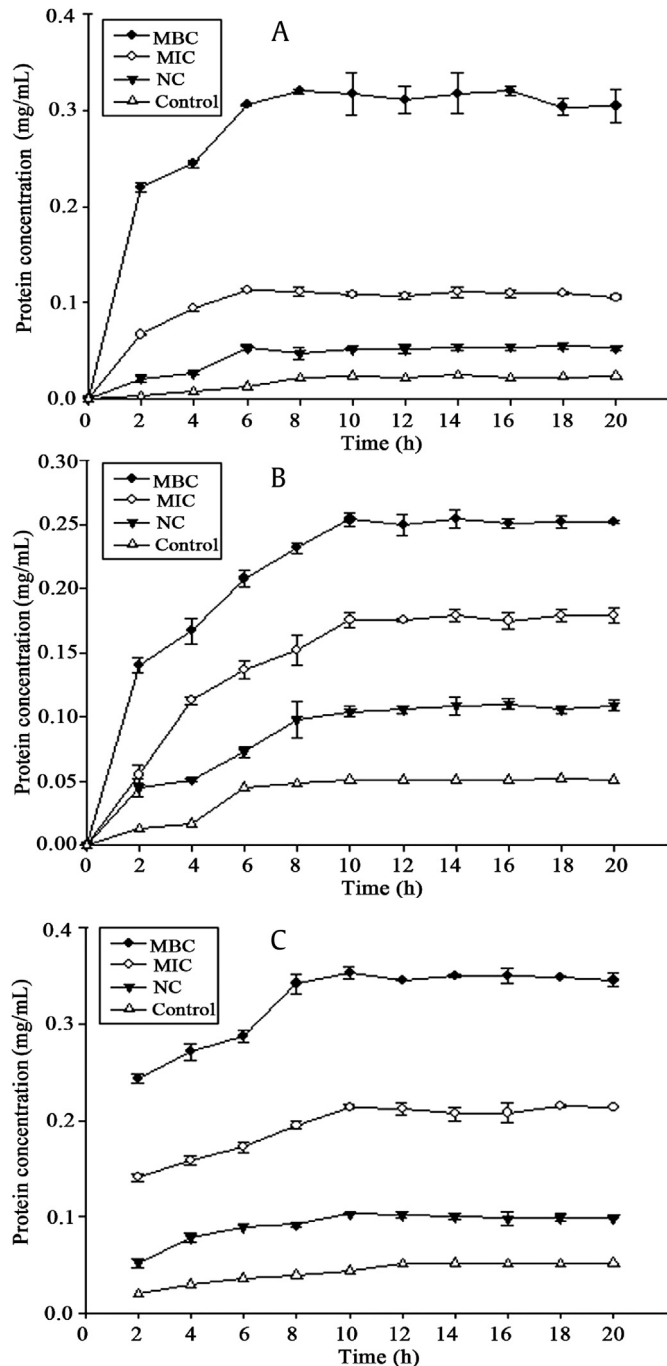 A
MBC
MIC
NC
Control
Protein concentration (mg/mL)
0.4
0.3
0.2
0.1
0.0
0 2 4 6 8 10 12 14 16 18 20
Time (h)
B
MBC
MIC
NC
Control
Protein concentration (mg/mL)
0.30
0.25
0.20
0.15
0.10
0.05
0.00
0 2 4 6 8 10 12 14 16 18 20
Time (h)
C
MBC
MIC
NC
Control
Protein concentration (mg/mL)
0.4
0.3
0.2
0.1
0.0
0 2 4 6 8 10 12 14 16 18 20
Time (h)